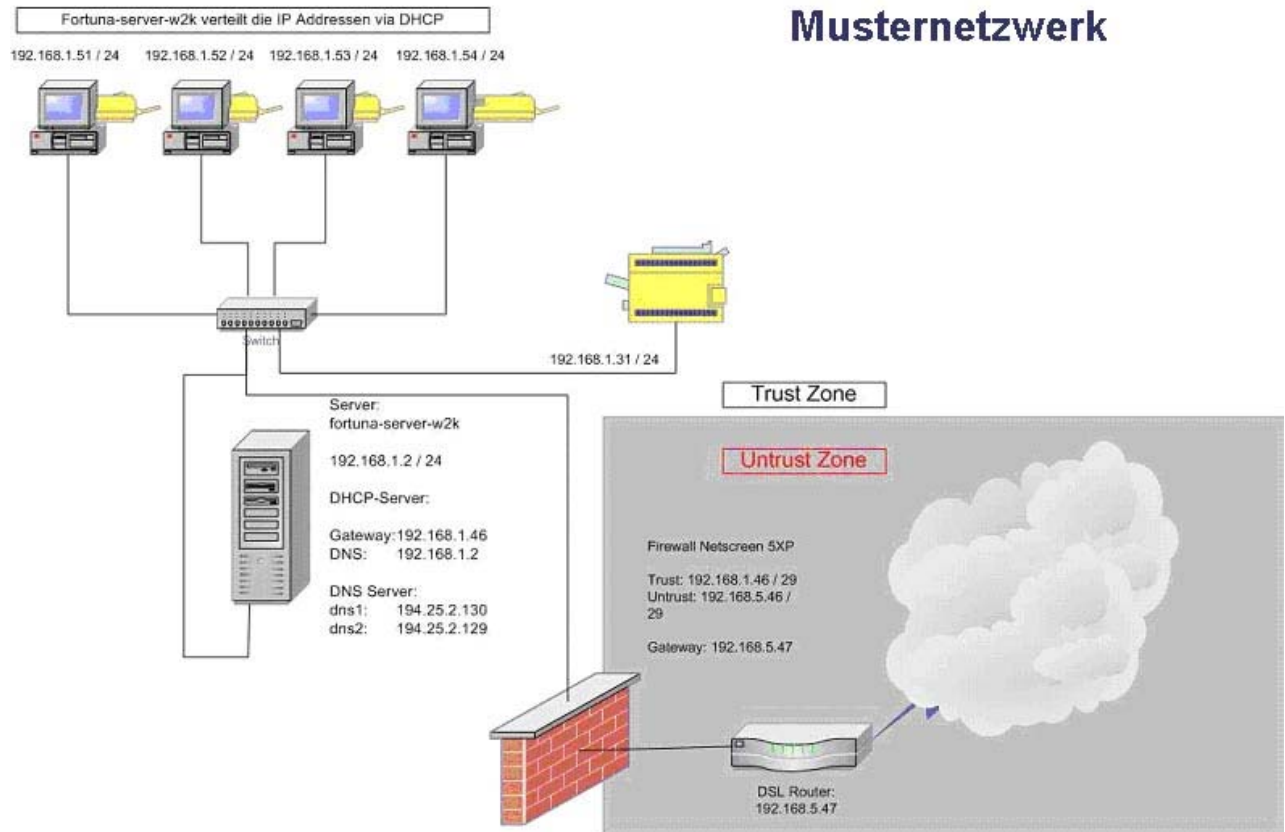 Musternetzwerk
Fortuna-server-w2k verteilt die IP Addressen via DHCP
192.168.1.51 / 24
192.168.1.52 / 24
192.168.1.53 / 24
192.168.1.54 / 24
Switch
192.168.1.31 / 24
Server:
fortuna-server-w2k
192.168.1.2 / 24
DHCP-Server:
Gateway:192.168.1.46
DNS: 192.168.1.2
DNS Server:
dns1: 194.25.2.130
dns2: 194.25.2.129
Trust Zone
Untrust Zone
Firewall Netscreen 5XP
Trust: 192.168.1.46 / 29
Untrust: 192.168.5.46 /
29
Gateway: 192.168.5.47
DSL Router:
192.168.5.47